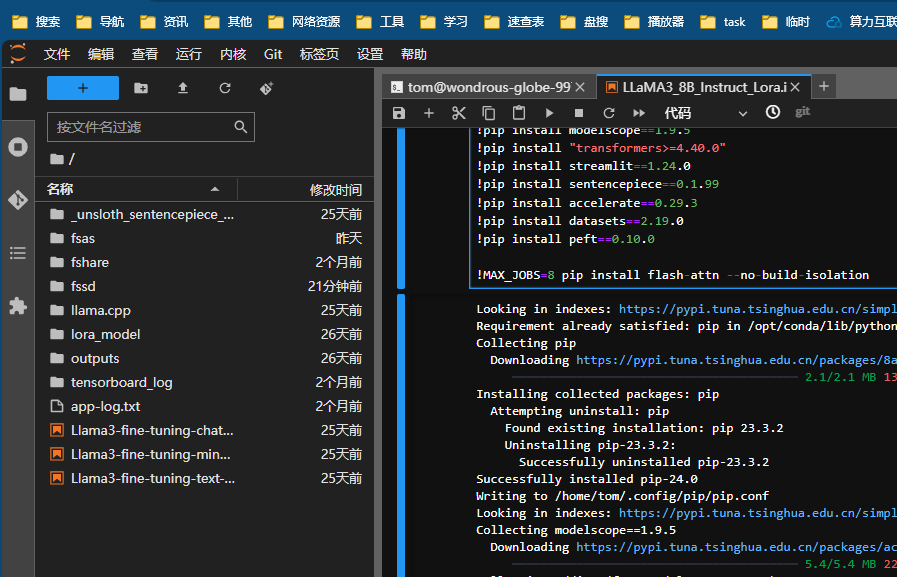 搜索 导航 资讯 其他 网络资源 工具 学习 速查表 盘搜 播放器 task 临时 算力互联
文件 编辑 查看 运行 内核 Git 标签页 设置 帮助
tom@wondrous-globe-99 LLaMA3_8B_Instruct_Lora.i
代码 git
按文件名过滤
/
名称 修改时间
_unsloth_sentencepiece_... 25天前
fsas 昨天
fshare 2个月前
fssd 21分钟前
llama.cpp 25天前
lora_model 26天前
outputs 26天前
tensorboard_log 2个月前
app-log.txt 2个月前
Llama3-fine-tuning-chat... 25天前
Llama3-fine-tuning-min... 25天前
Llama3-fine-tuning-text-... 25天前
!pip install modelscope==1.9.5
!pip install "transformers>=4.40.0"
!pip install streamlit==1.24.0
!pip install sentencepiece==0.1.99
!pip install accelerate==0.29.3
!pip install datasets==2.19.0
!pip install peft==0.10.0
!MAX_JOBS=8 pip install flash-attn --no-build-isolation
Looking in indexes: https://pypi.tuna.tsinghua.edu.cn/simpl
Requirement already satisfied: pip in /opt/conda/lib/python
Collecting pip
Downloading https://pypi.tuna.tsinghua.edu.cn/packages/8a
2.1/2.1 MB 13
Installing collected packages: pip
Attempting uninstall: pip
Found existing installation: pip 23.3.2
Uninstalling pip-23.3.2:
Successfully uninstalled pip-23.3.2
Successfully installed pip-24.0
Writing to /home/tom/.config/pip/pip.conf
Looking in indexes: https://pypi.tuna.tsinghua.edu.cn/simpl
Collecting modelscope==1.9.5
Downloading https://pypi.tuna.tsinghua.edu.cn/packages/ac
5.4/5.4 MB 22